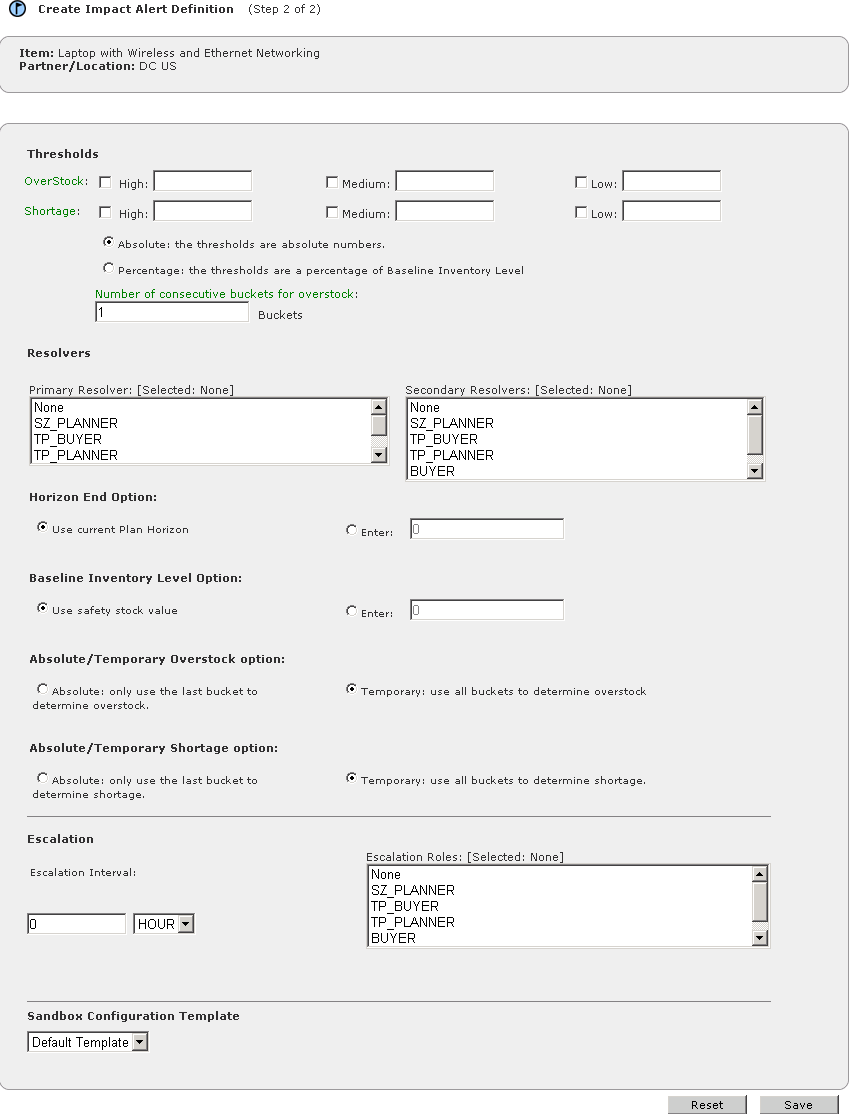 Create Impact Alert Definition (Step 2 of 2)
Item: Laptop with Wireless and Ethernet Networking
Partner/Location: DC US
Thresholds
OverStock: High: Medium: Low:
Shortage: High: Medium: Low:
Absolute: the thresholds are absolute numbers.
Percentage: the thresholds are a percentage of Baseline Inventory Level
Number of consecutive buckets for overstock:
1 Buckets
Resolvers
Primary Resolver: [Selected: None]
None
SZ_PLANNER
TP_BUYER
TP_PLANNER
Secondary Resolvers: [Selected: None]
None
SZ_PLANNER
TP_BUYER
TP_PLANNER
BUYER
Horizon End Option:
Use current Plan Horizon Enter: 0
Baseline Inventory Level Option:
Use safety stock value Enter: 0
Absolute/Temporary Overstock option:
Absolute: only use the last bucket to
determine overstock.
Temporary: use all buckets to determine overstock
Absolute/Temporary Shortage option:
Absolute: only use the last bucket to
determine shortage.
Temporary: use all buckets to determine shortage.
Escalation
Escalation Interval:
0 HOUR
Escalation Roles: [Selected: None]
None
SZ_PLANNER
TP_BUYER
TP_PLANNER
BUYER
Sandbox Configuration Template
Default Template
Reset Save